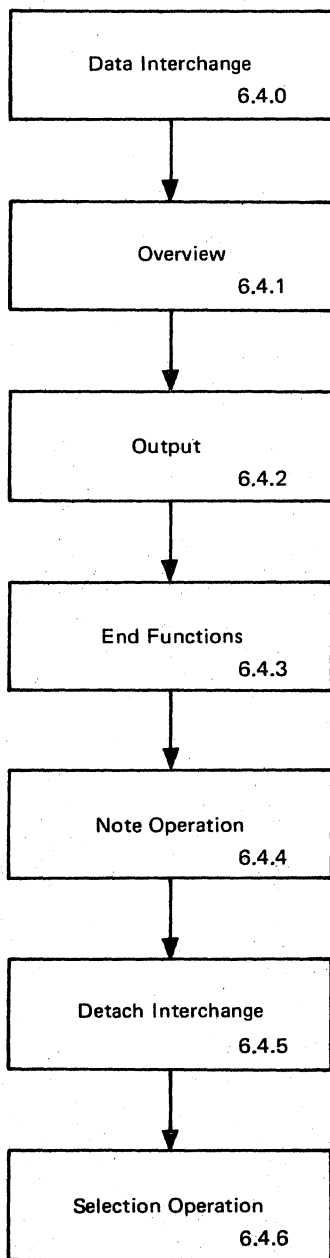 Data Interchange
6.4.0
Overview
6.4.1
Output
6.4.2
End Functions
6.4.3
Note Operation
6.4.4
Detach Interchange
6.4.5
Selection Operation
6.4.6